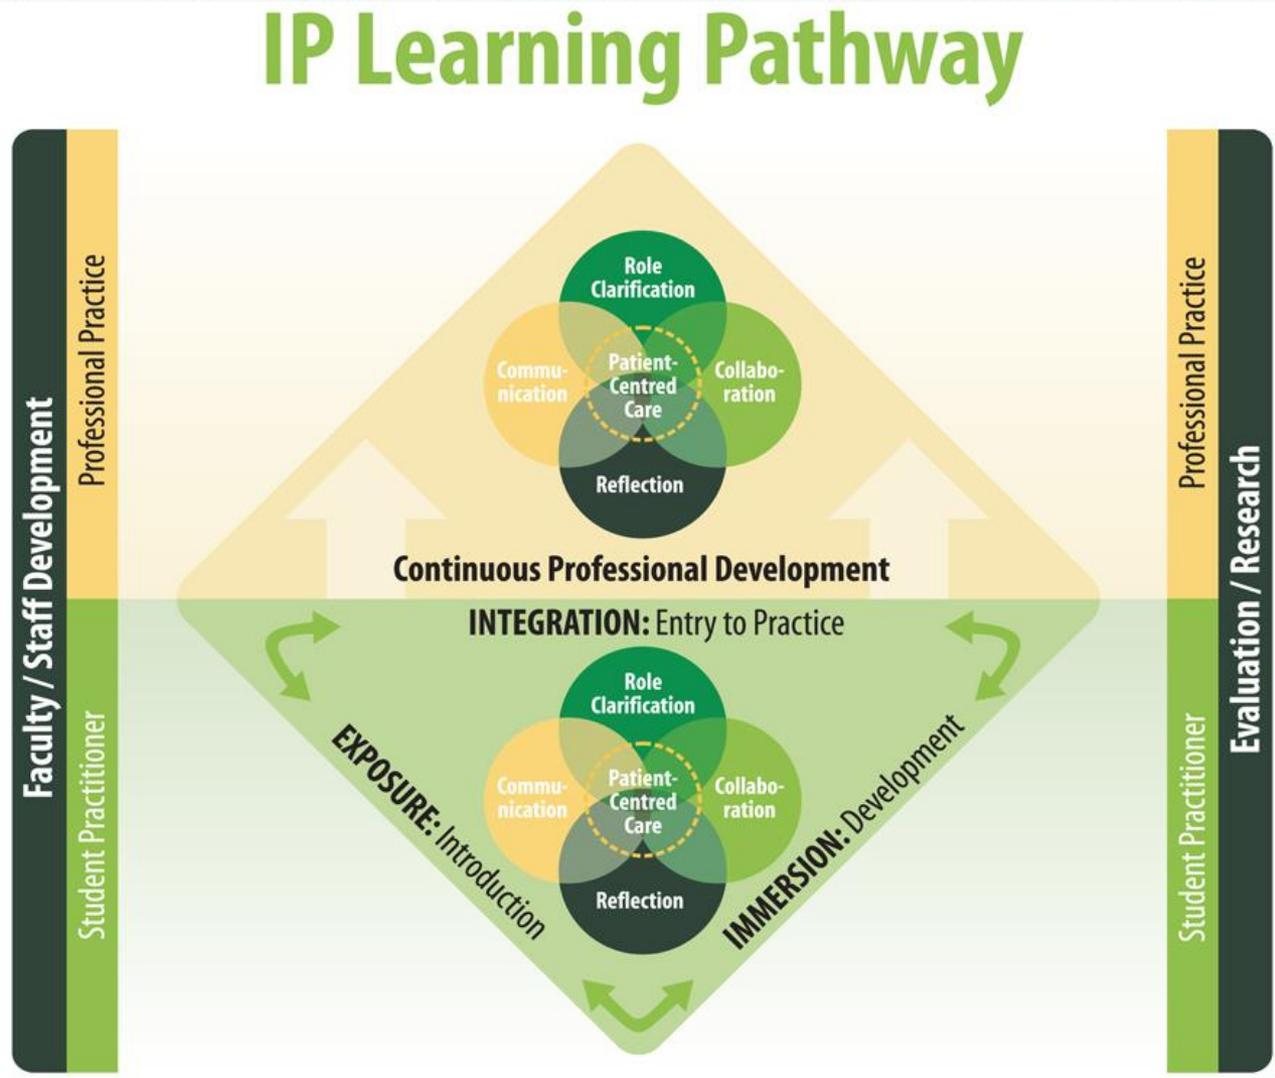 IP Learning Pathway
Faculty / Staff Development
Professional Practice
Student Practitioner
Role
Clarification
Commu-
nication
Patient-
Centred
Care
Collabo-
ration
Reflection
Continuous Professional Development
INTEGRATION: Entry to Practice
Role
Clarification
Commu-
nication
Patient-
Centred
Care
Collabo-
ration
Reflection
EXPOSURE: Introduction
IMMERSION: Development
Professional Practice
Student Practitioner
Evaluation / Research